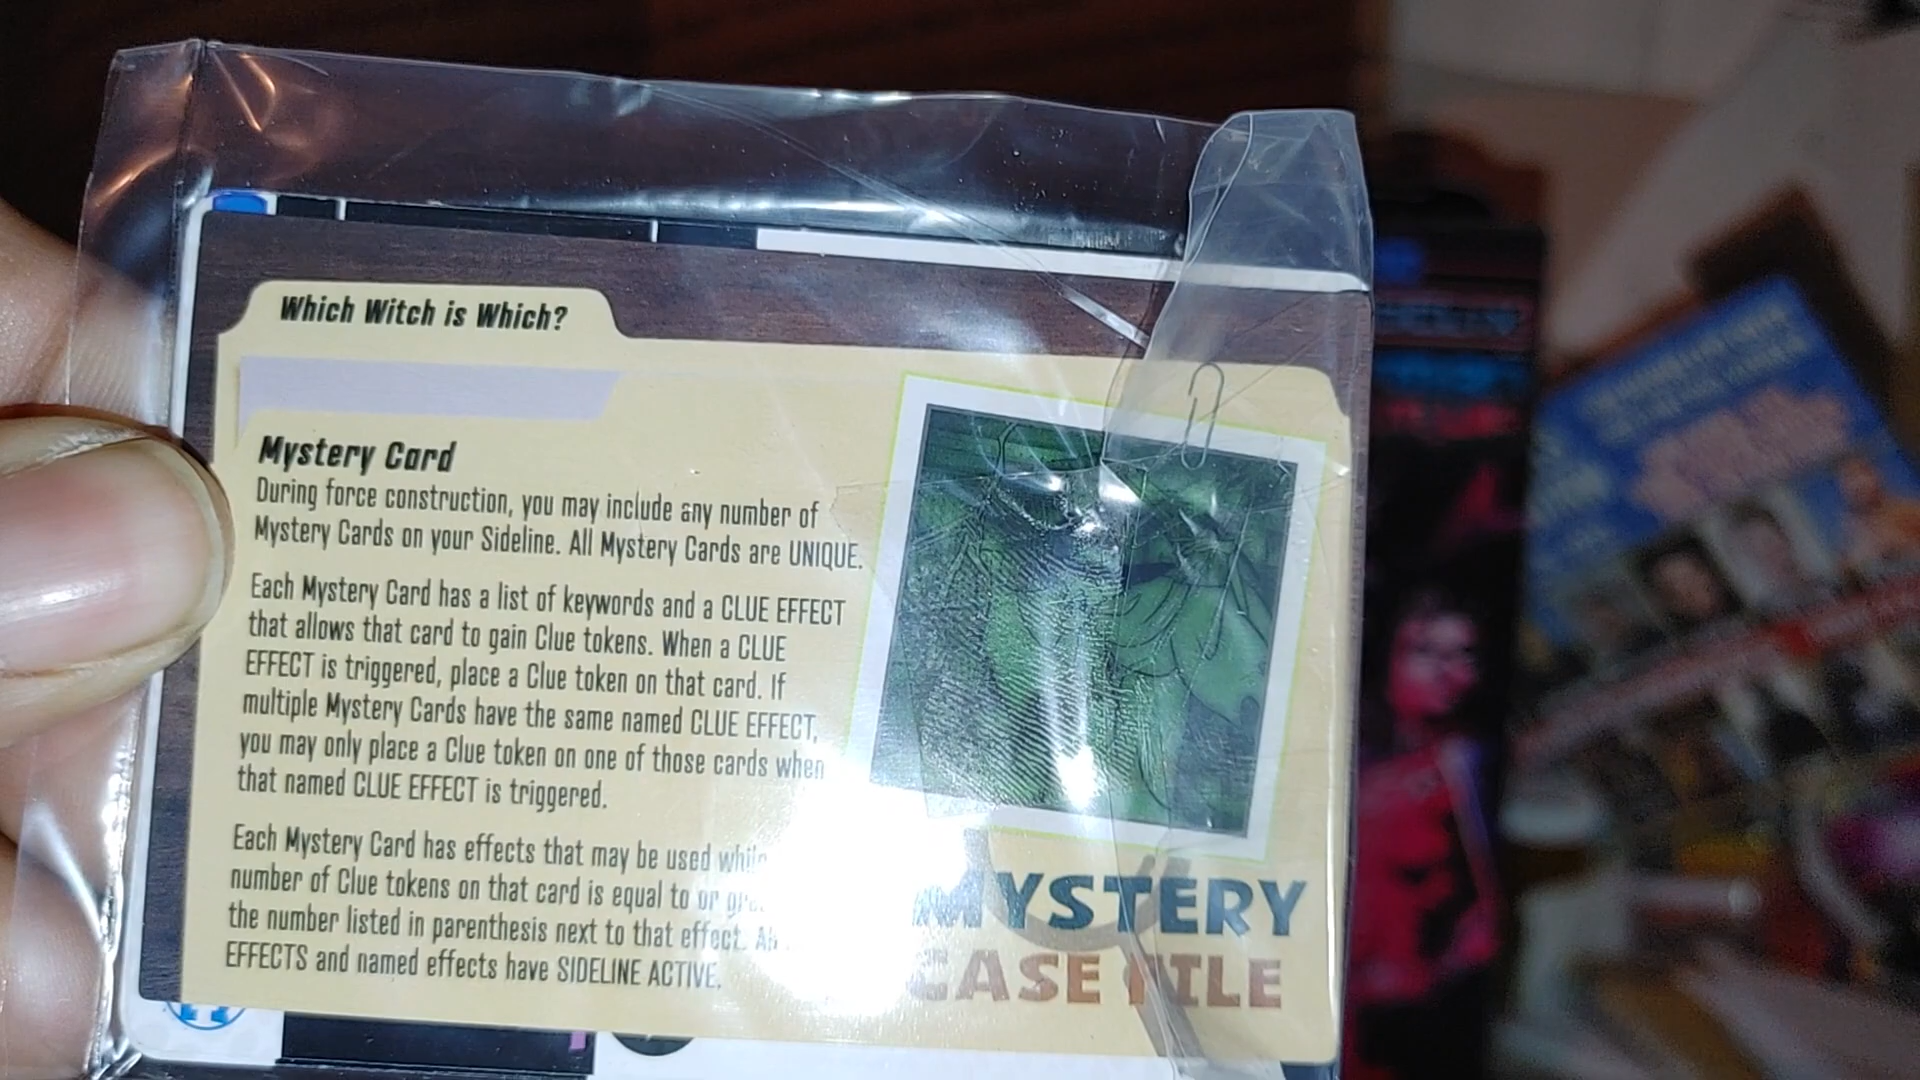 Which Witch is Which?
Mystery Card
During force construction, you may include any number of
Mystery Cards on your Sideline. All Mystery Cards are UNIQUE.
Each Mystery Card has a list of keywords and a CLUE EFFECT
that allows that card to gain Clue tokens. When a CLUE
EFFECT is triggered, place a Clue token on that card. If
multiple Mystery Cards have the same named CLUE EFFECT,
you may only place a Clue token on one of those cards when
that named CLUE EFFECT is triggered.
Each Mystery Card has effects that may be used while
number of Clue tokens on that card is equal to or
the number listed in parenthesis next to that effect.
EFFECTS and named effects have SIDELINE ACTIVE.
MYSTERY
CASE FILE